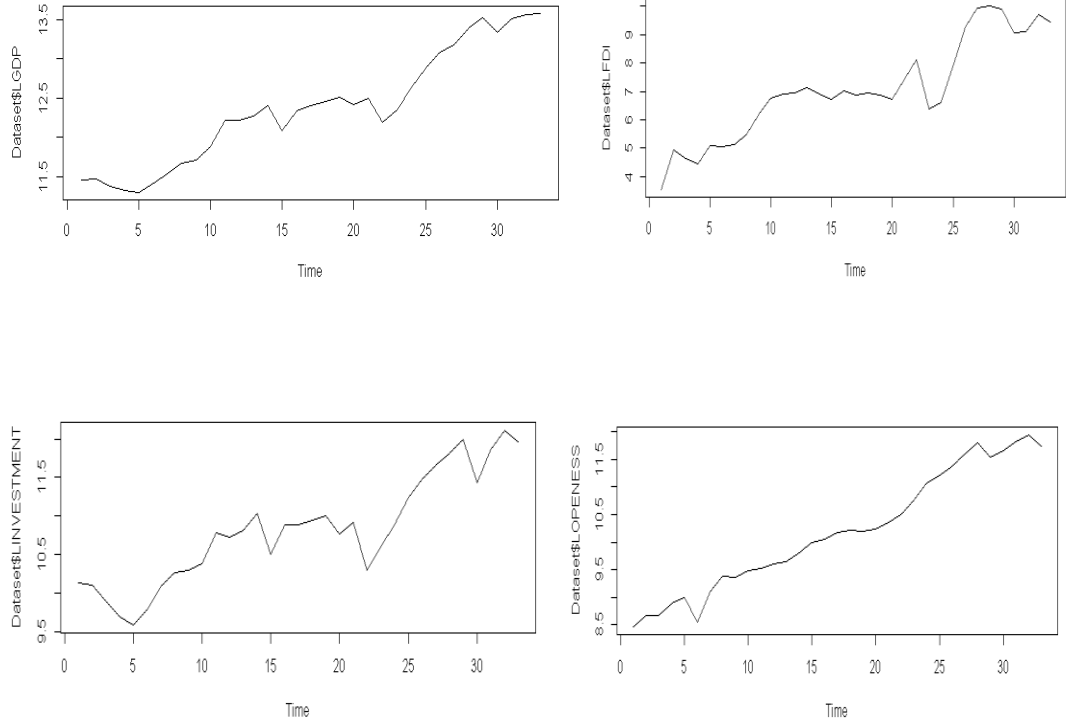 Dataset$LGDP
13.5
12.5
11.5
0 5 10 15 20 25 30
Time
Dataset$LFDI
9
8
7
6
5
4
0 5 10 15 20 25 30
Time
Dataset$LINVESTMENT
11.5
10.5
9.5
0 5 10 15 20 25 30
Time
Dataset$LOPENESS
11.5
10.5
9.5
8.5
0 5 10 15 20 25 30
Time